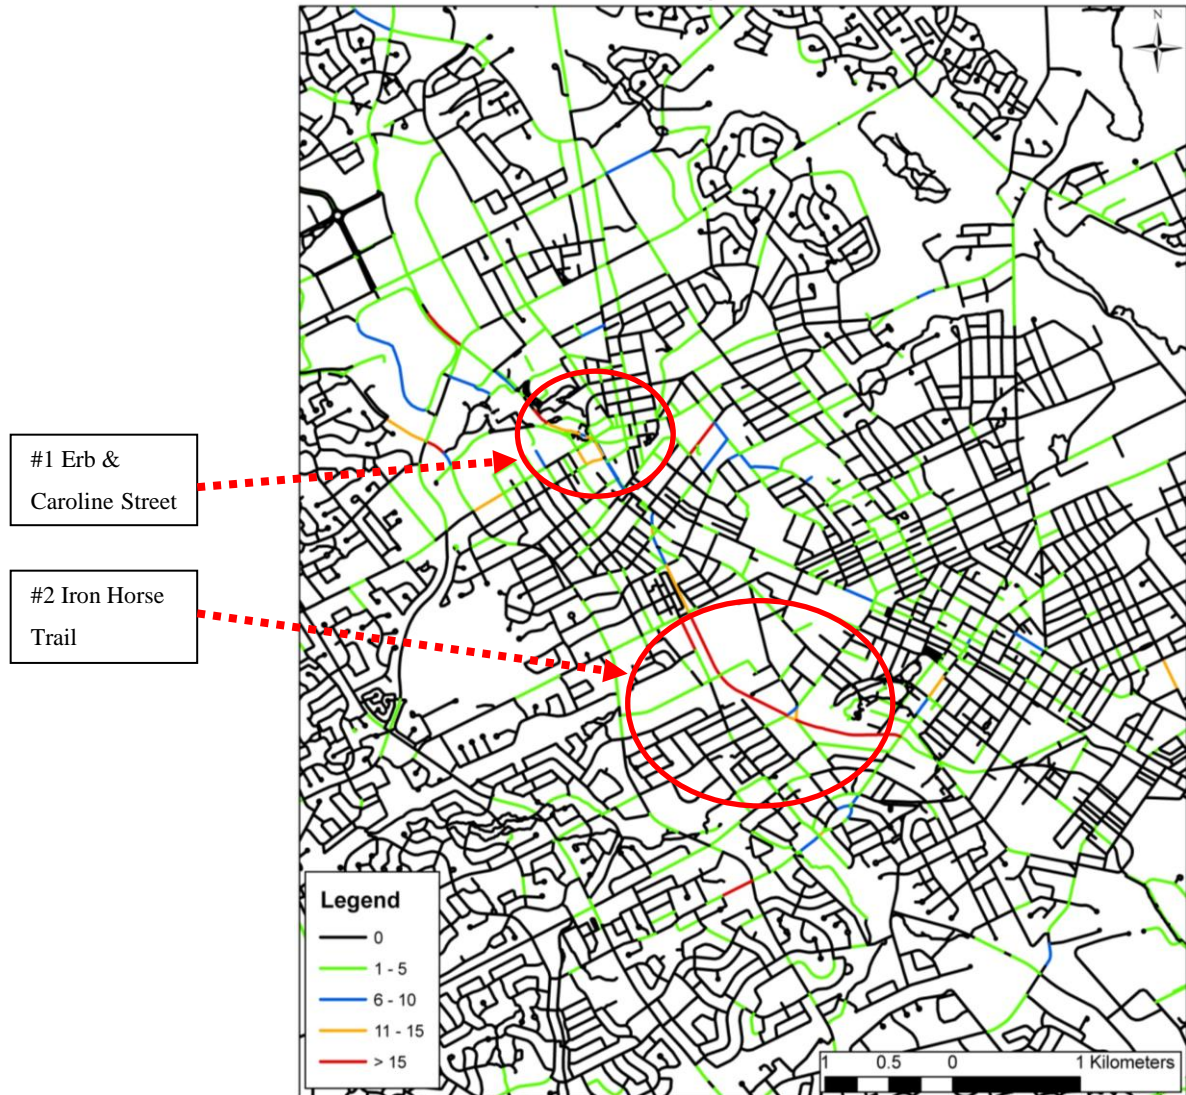 N
#1 Erb &
Caroline Street
#2 Iron Horse
Trail
Legend
0
1 - 5
6 - 10
11 - 15
> 15
1 0.5 0 1 Kilometers